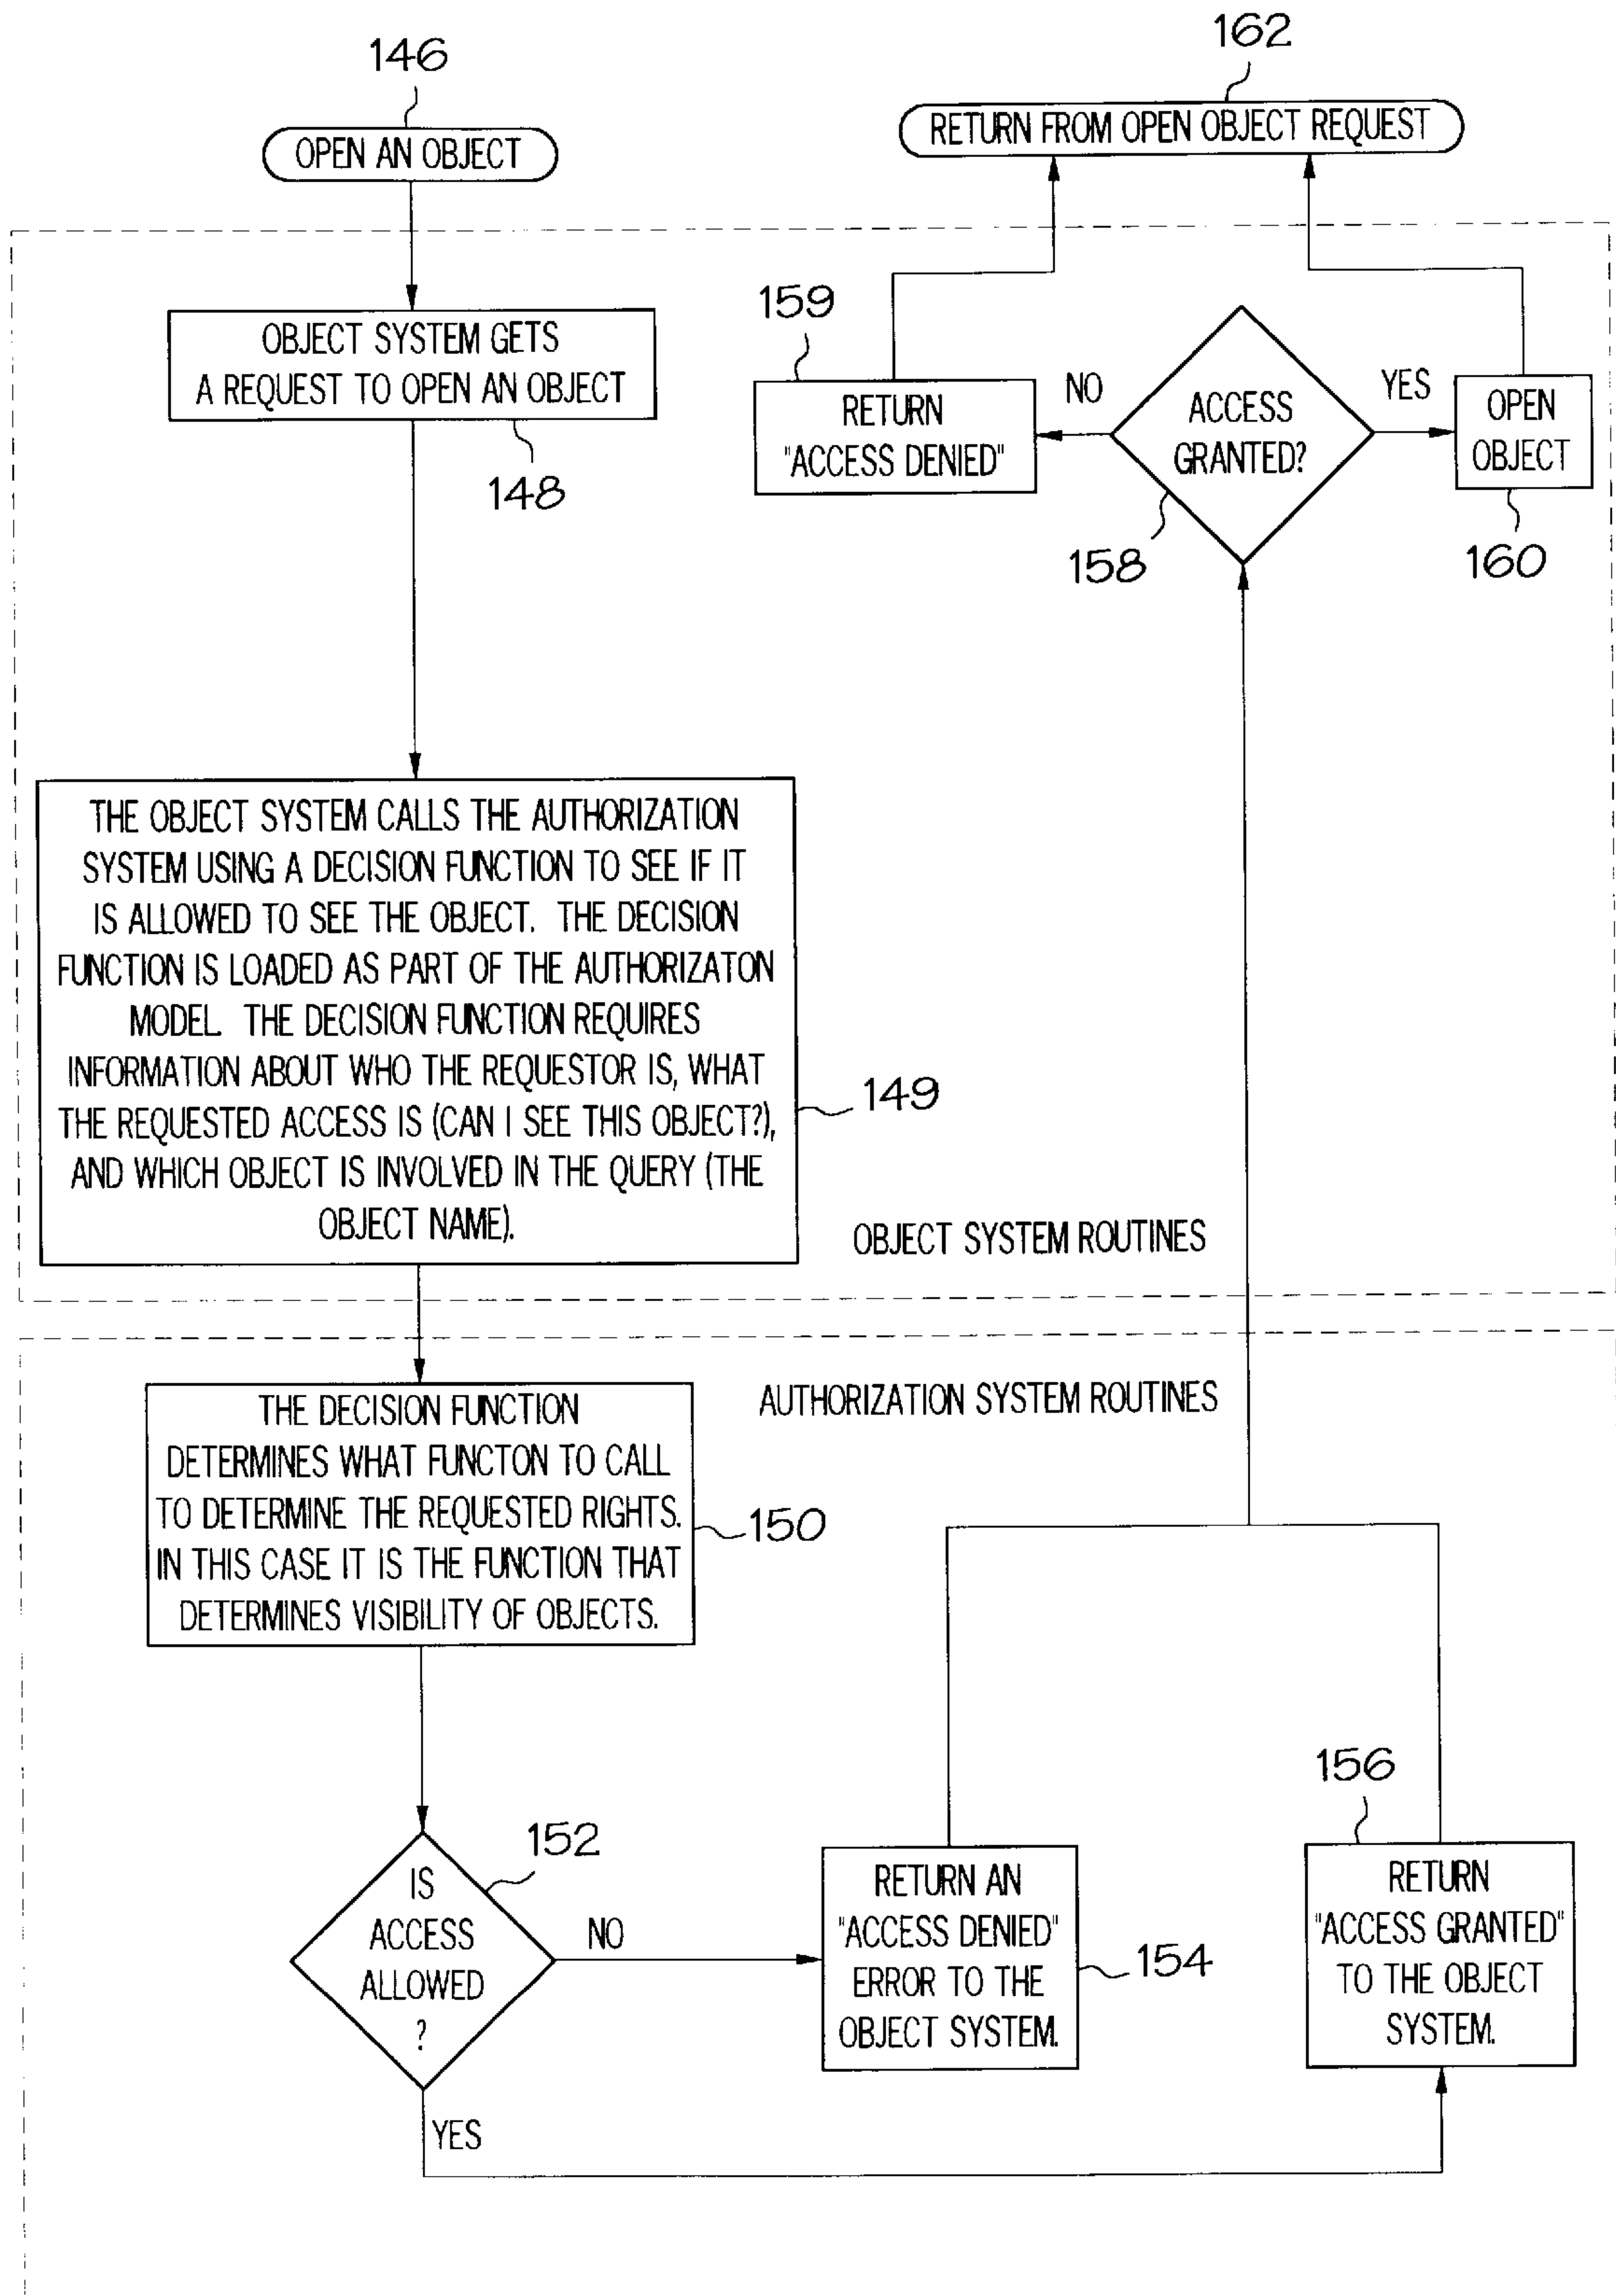 146
OPEN AN OBJECT
162
RETURN FROM OPEN OBJECT REQUEST
OBJECT SYSTEM GETS
A REQUEST TO OPEN AN OBJECT
148
159
RETURN
"ACCESS DENIED"
NO
ACCESS
GRANTED?
YES
158
OPEN
OBJECT
160
THE OBJECT SYSTEM CALLS THE AUTHORIZATION
SYSTEM USING A DECISION FUNCTION TO SEE IF IT
IS ALLOWED TO SEE THE OBJECT. THE DECISION
FUNCTION IS LOADED AS PART OF THE AUTHORIZATON
MODEL. THE DECISION FUNCTION REQUIRES
INFORMATION ABOUT WHO THE REQUESTOR IS, WHAT
THE REQUESTED ACCESS IS (CAN I SEE THIS OBJECT?),
AND WHICH OBJECT IS INVOLVED IN THE QUERY (THE
OBJECT NAME).
149
OBJECT SYSTEM ROUTINES
AUTHORIZATION SYSTEM ROUTINES
THE DECISION FUNCTION
DETERMINES WHAT FUNCTON TO CALL
TO DETERMINE THE REQUESTED RIGHTS.
IN THIS CASE IT IS THE FUNCTION THAT
DETERMINES VISIBILITY OF OBJECTS.
150
IS
ACCESS
ALLOWED
?
152
NO
YES
RETURN AN
"ACCESS DENIED"
ERROR TO THE
OBJECT SYSTEM.
154
156
RETURN
"ACCESS GRANTED"
TO THE OBJECT
SYSTEM.